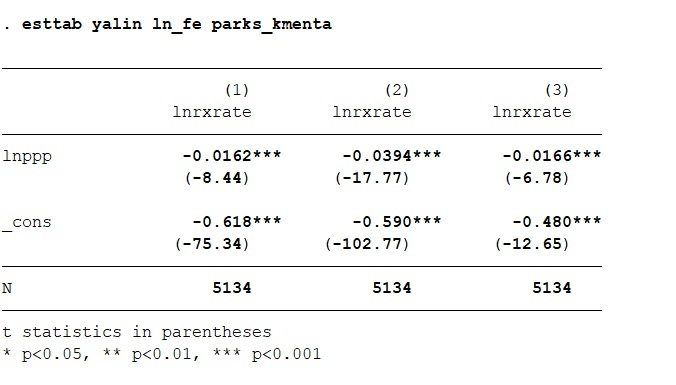 . esttab yalin ln_fe parks_kmenta
(1) (2) (3)
lnrxrate lnrxrate lnrxrate
lnppp -0.0162*** -0.0394*** -0.0166***
(-8.44) (-17.77) (-6.78)
_cons -0.618*** -0.590*** -0.480***
(-75.34) (-102.77) (-12.65)
N 5134 5134 5134
t statistics in parentheses
* p<0.05, ** p<0.01, *** p<0.001